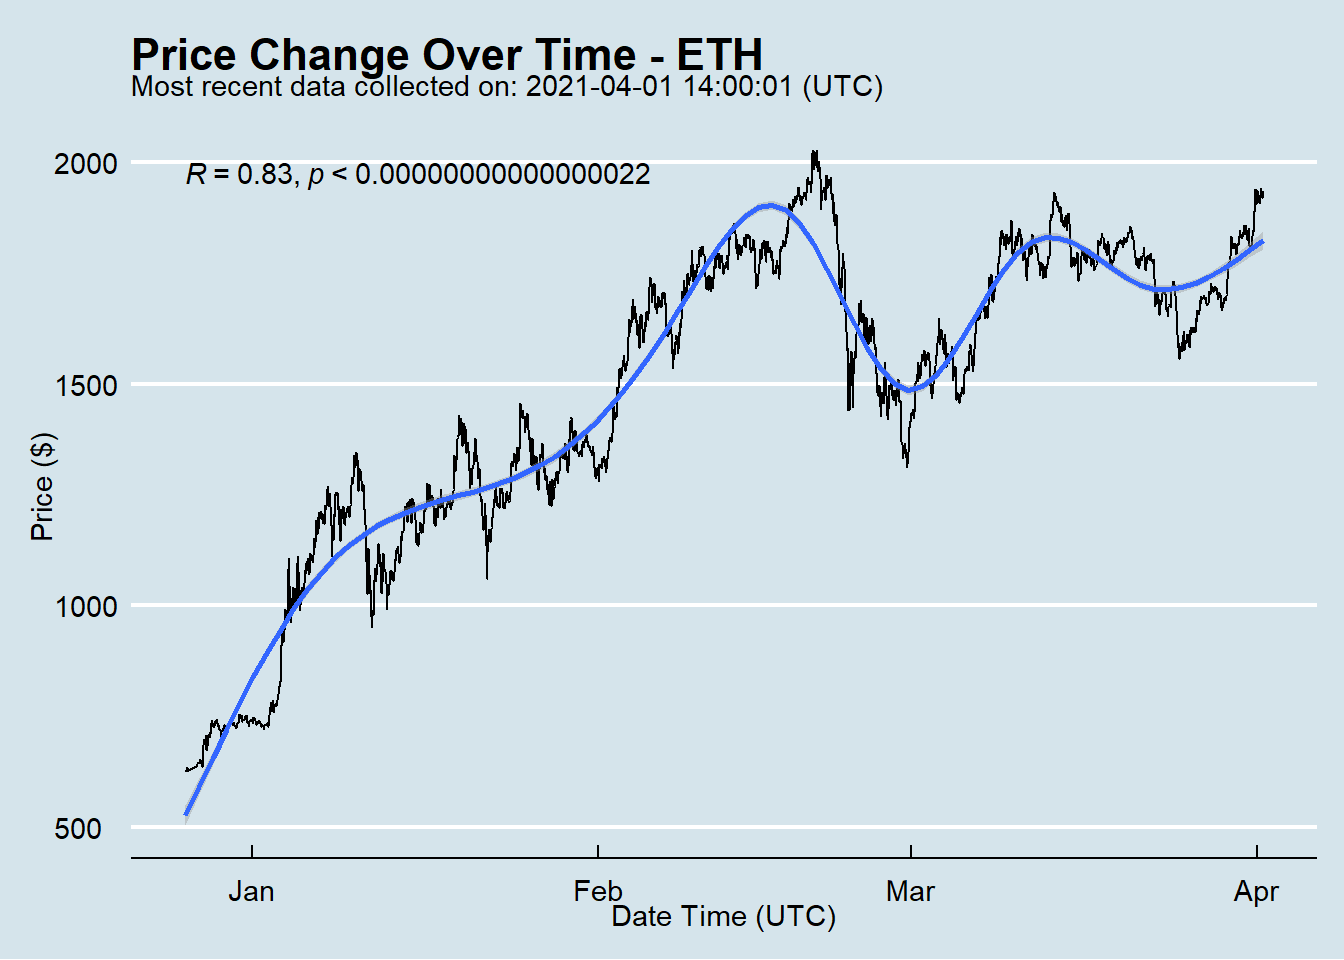 Price Change Over Time - ETH
Most recent data collected on: 2021-04-01 14:00:01 (UTC)
R = 0.83, p < 0.00000000000000022
2000
1500
1000
500
Price ($)
Jan Feb Mar Apr
Date Time (UTC)